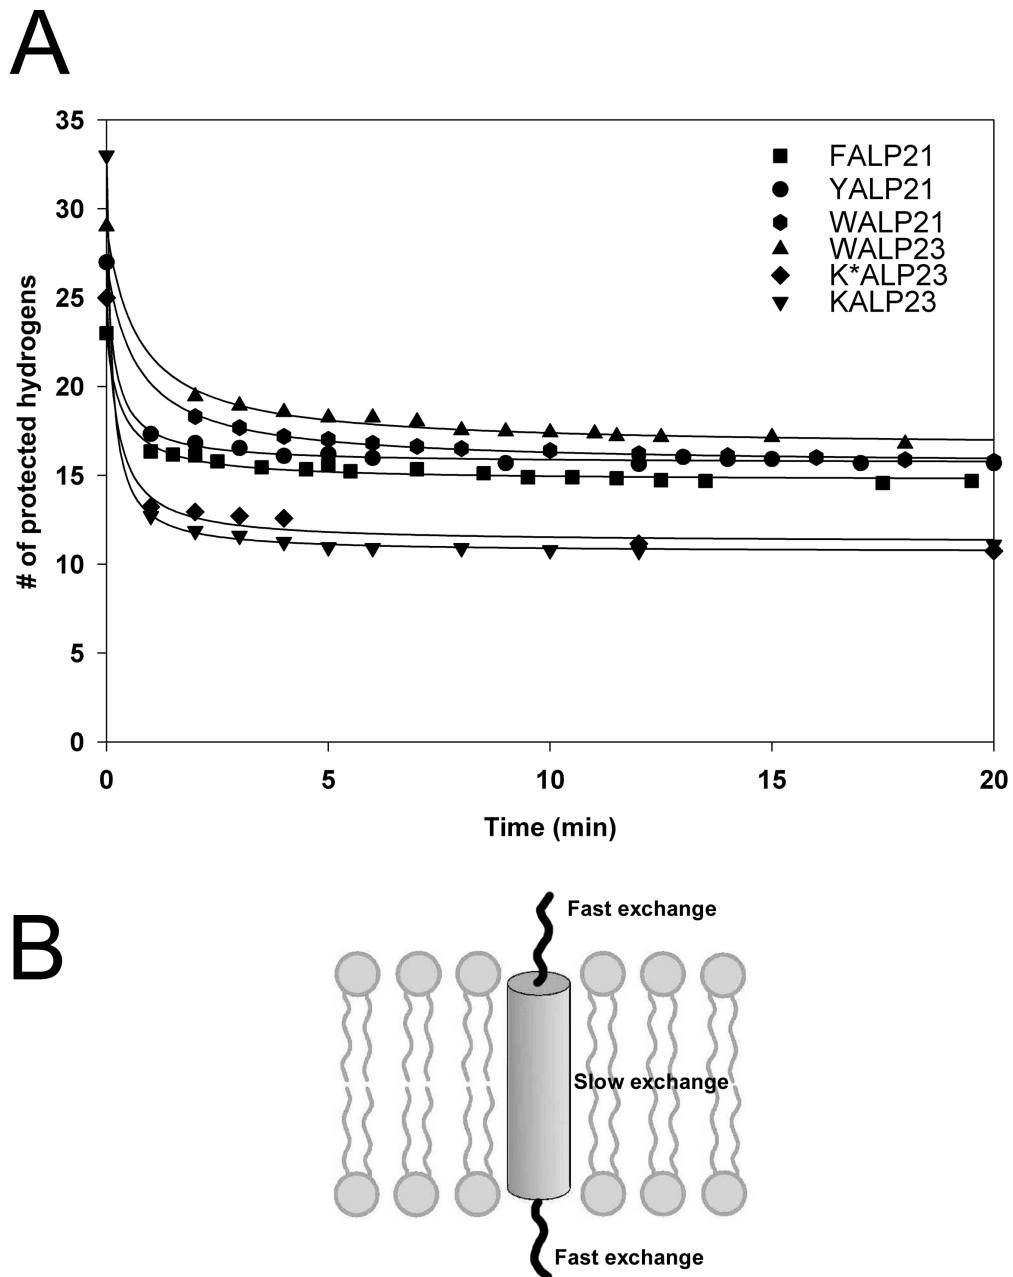 A
35
30
25
20
15
10
5
0
# of protected hydrogens
FALP21
YALP21
WALP21
WALP23
K*ALP23
KALP23
0 5 10 15 20
Time (min)
B
Fast exchange
Slow exchange
Fast exchange